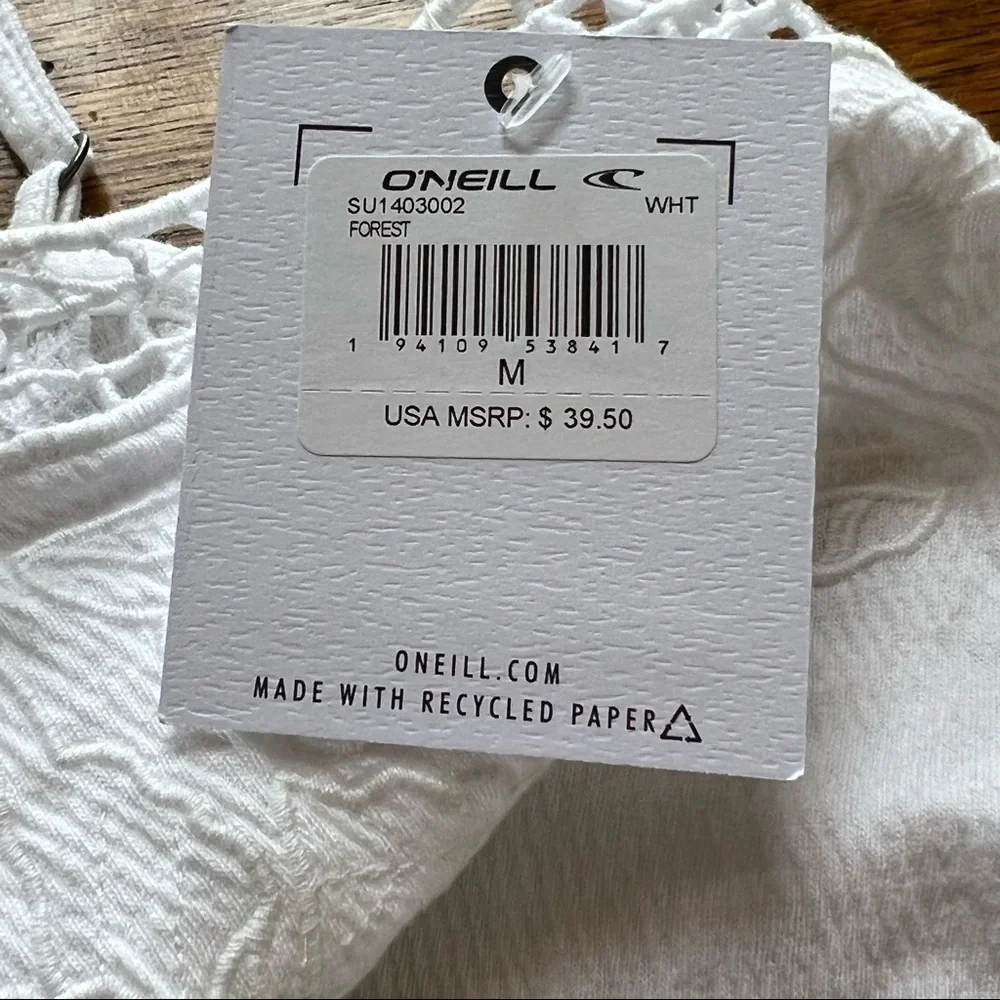 O'NEILL
SU1403002 WHT
FOREST
1 94109 53841 7
M
USA MSRP: $ 39.50
ONEILL.COM
MADE WITH RECYCLED PAPER